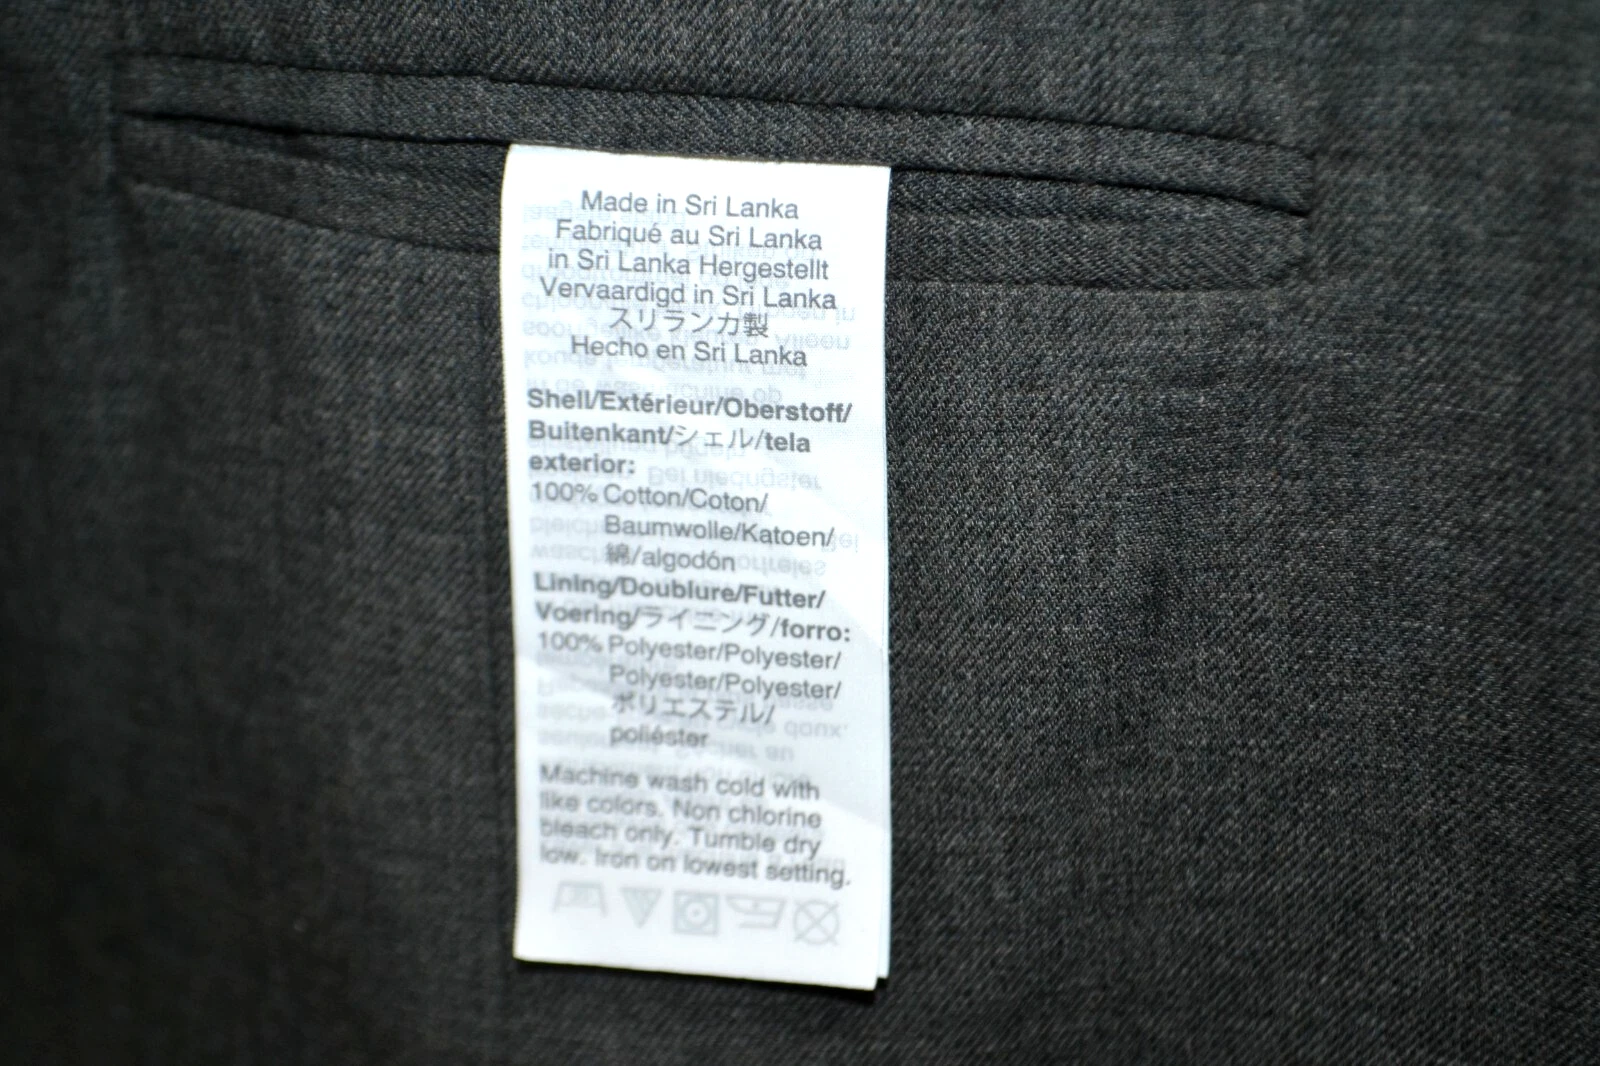 Made in Sri Lanka
Fabriqué au Sri Lanka
in Sri Lanka Hergestellt
Vervaardigd in Sri Lanka
スリランカ製
Hecho en Sri Lanka
Shell/Extérieur/Oberstoff/
Buitenkant/シェル/tela
exterior:
100% Cotton/Coton/
Baumwolle/Katoen/
綿/algodón
Lining/Doublure/Futter/
Voering/ライニング/forro:
100% Polyester/Polyester/
Polyester/Polyester/
ポリエステル/
poliéster
Machine wash cold with
like colors. Non chlorine
bleach only. Tumble dry
low. Iron on lowest setting.